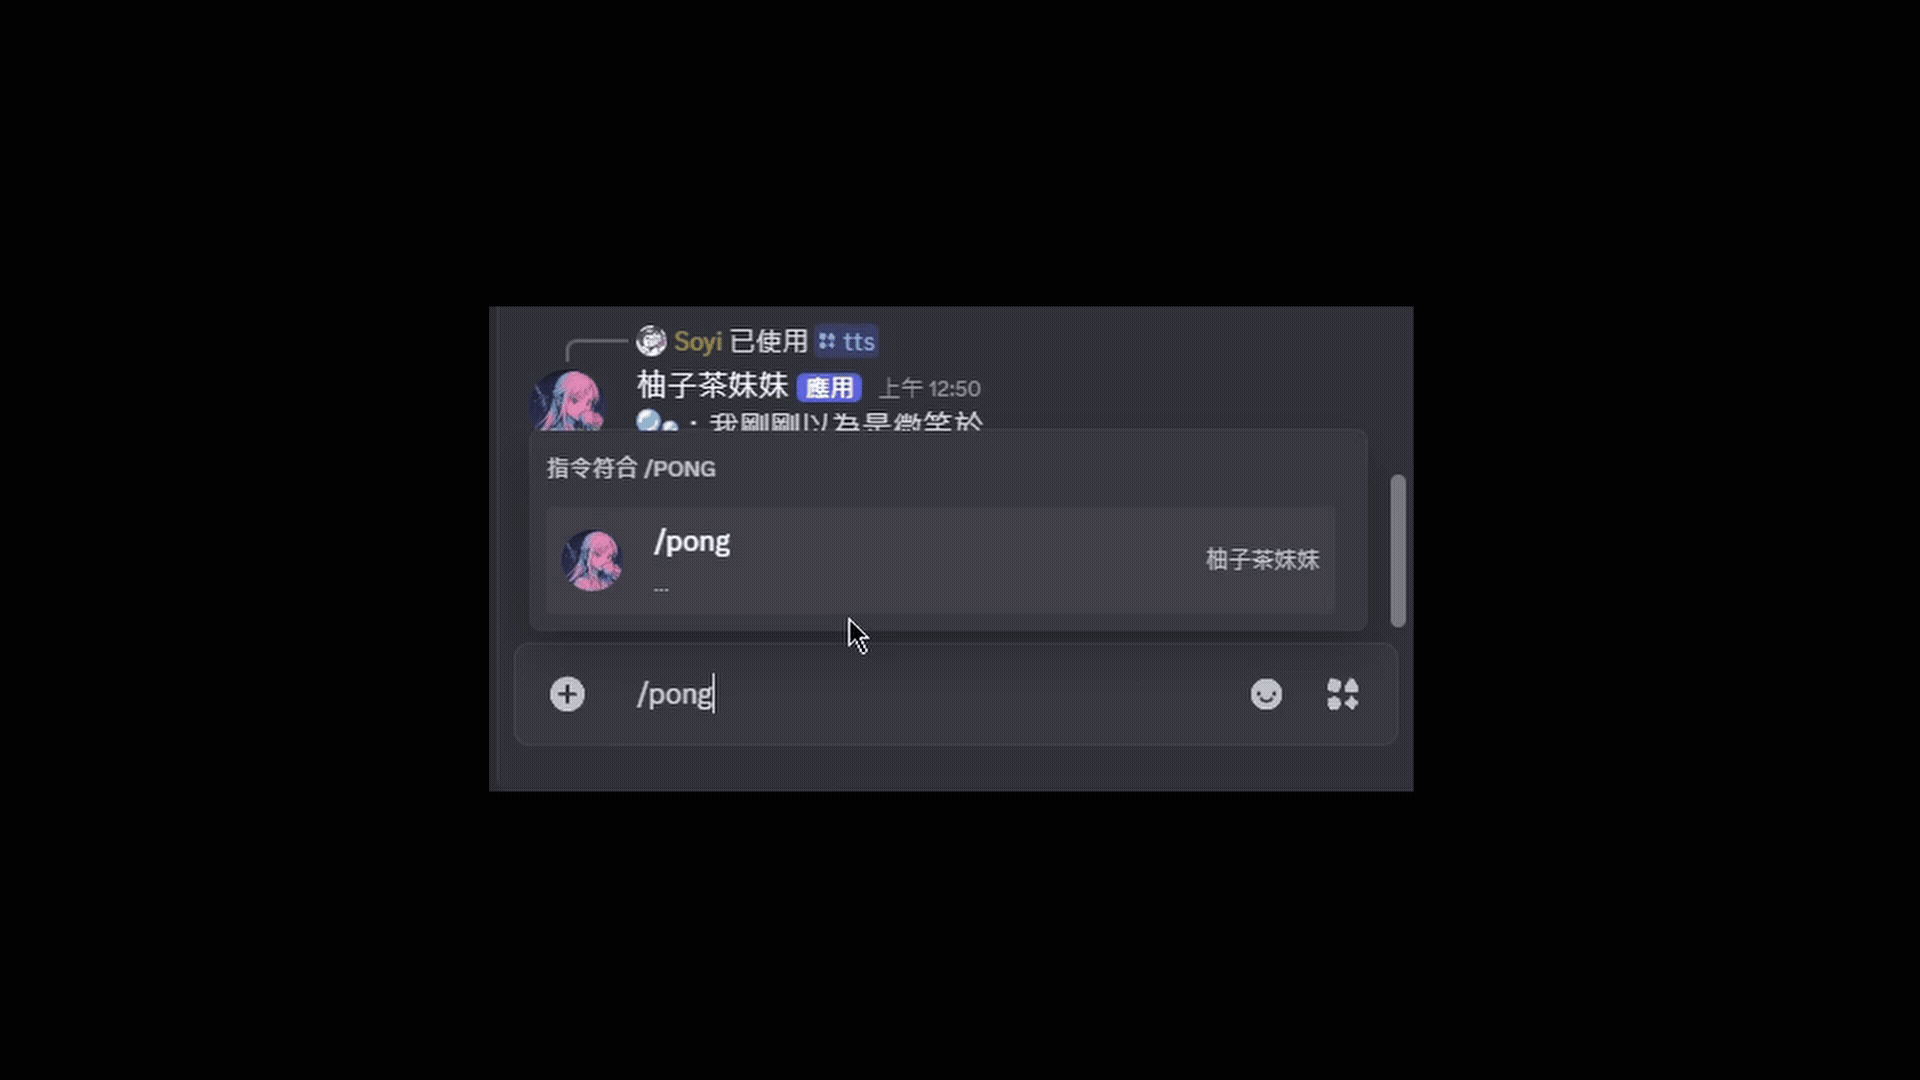 Soyi 已使用 tts
柚子茶妹妹 應用 上午 12:50
：我剛剛以為是微笑於
指令符合 /PONG
/pong
柚子茶妹妹
...
/pong